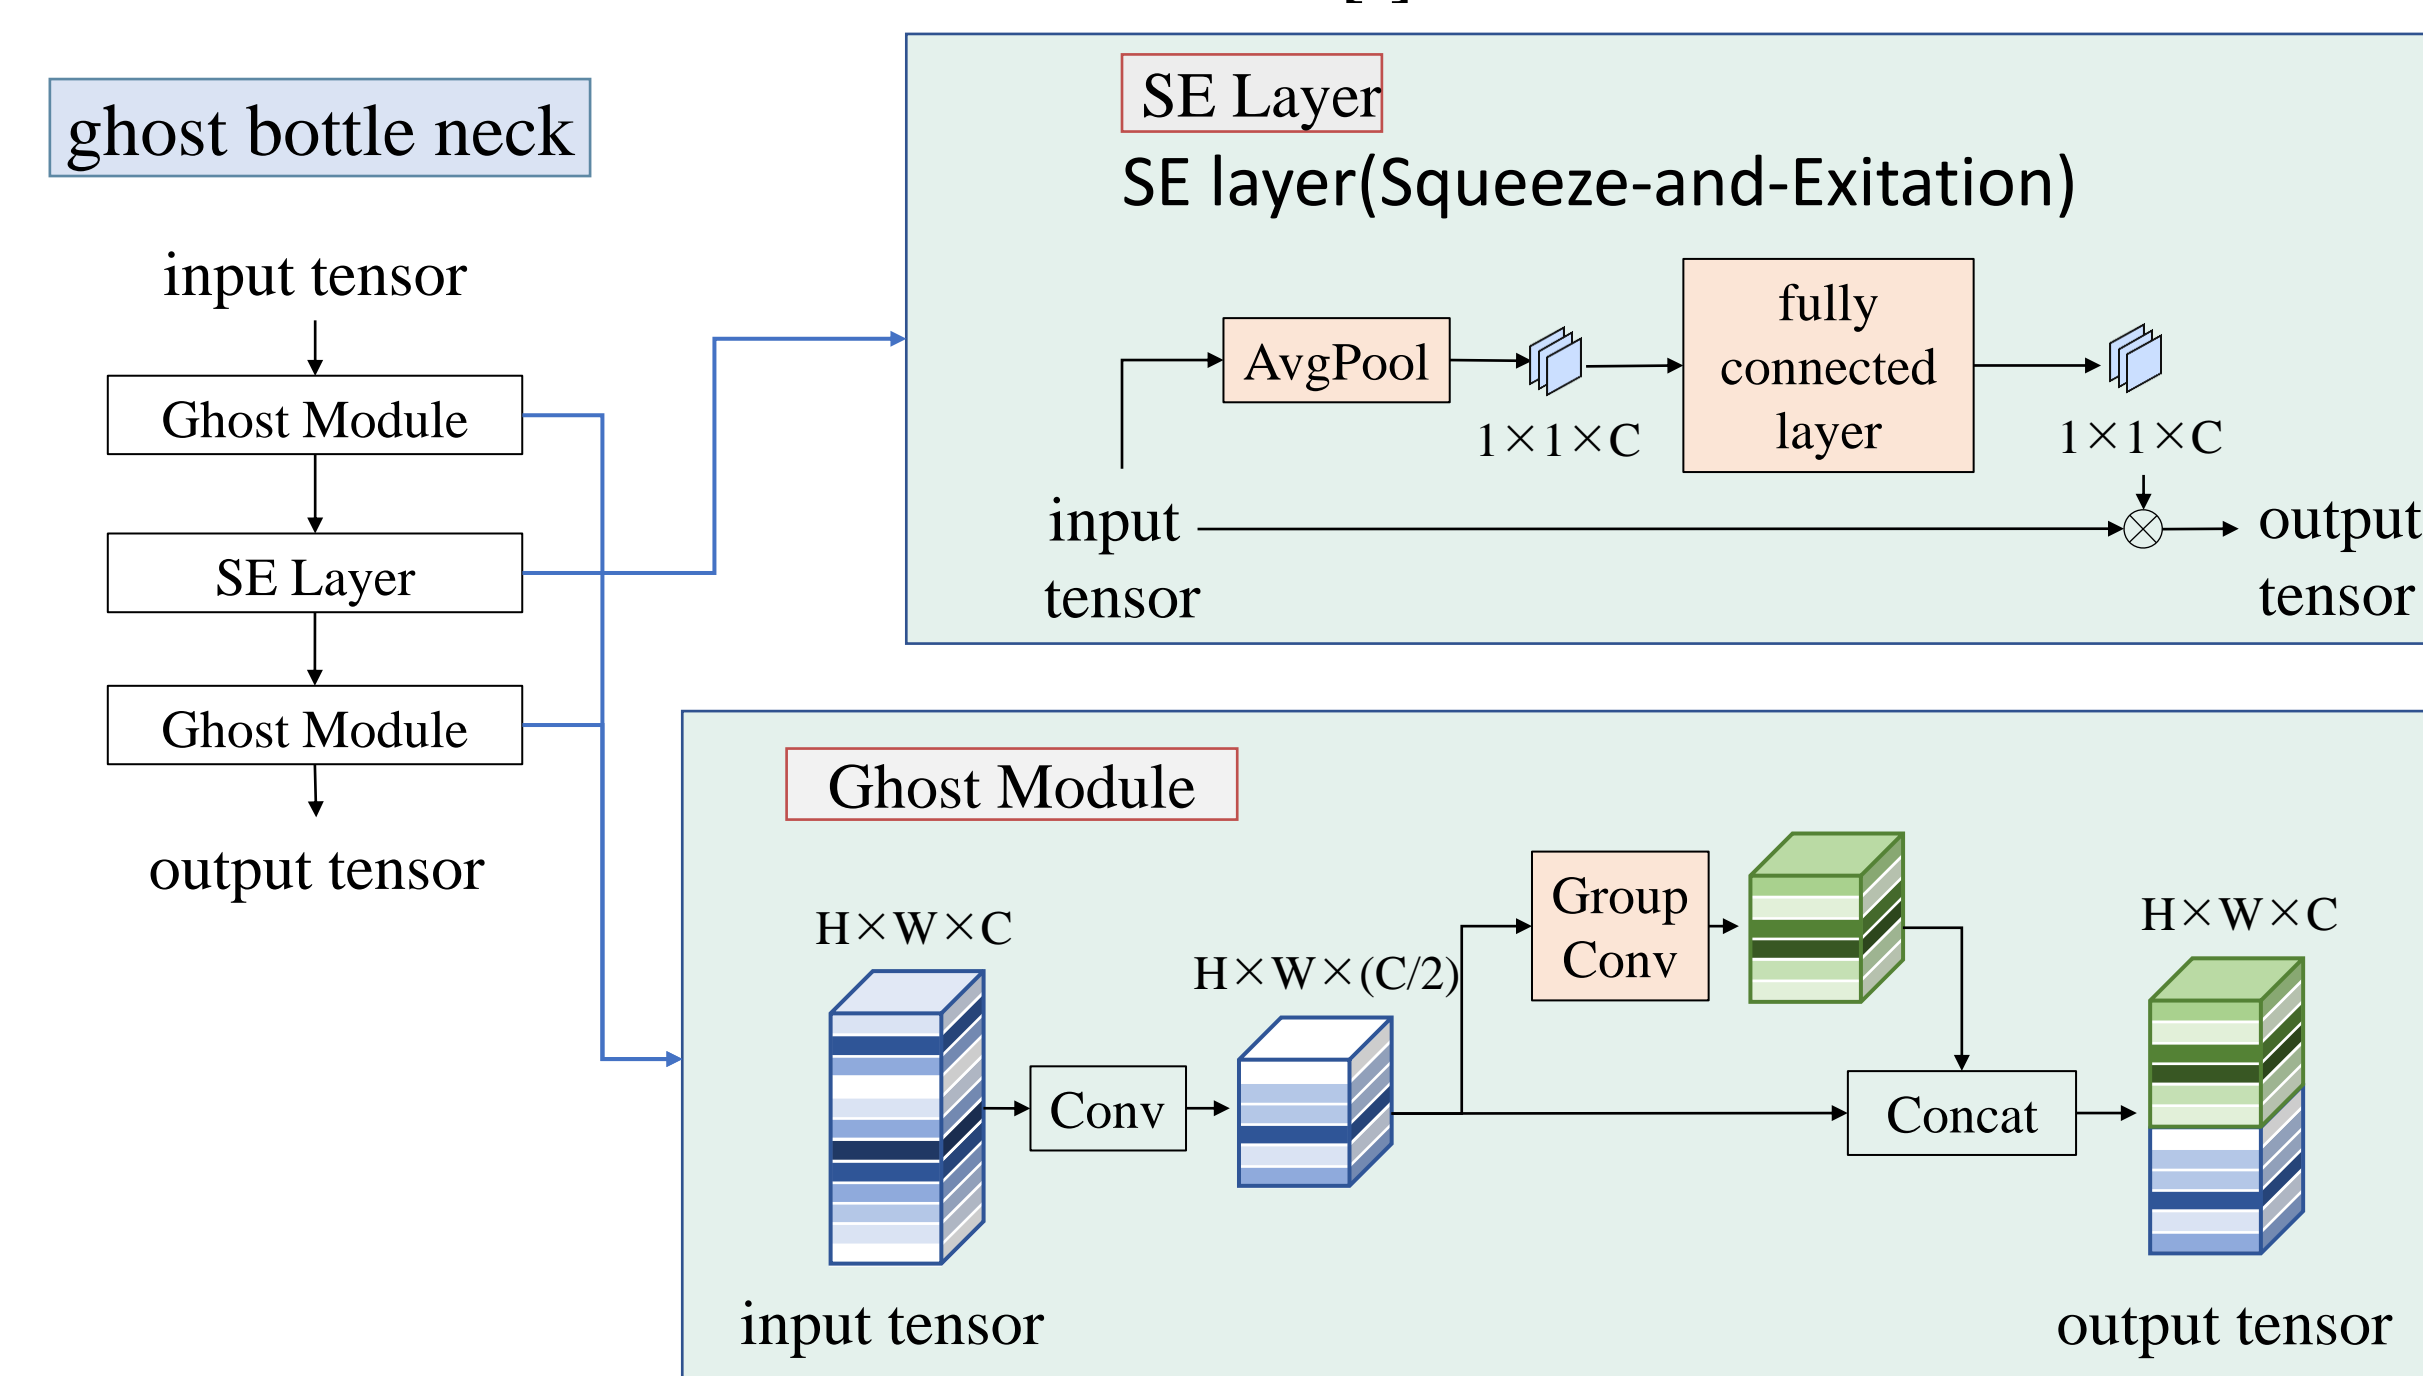 ghost bottle neck
input tensor
Ghost Module
SE Layer
Ghost Module
output tensor
SE Layer
SE layer(Squeeze-and-Exitation)
AvgPool
1×1×C
fully
connected
layer
1×1×C
input
tensor
output
tensor
Ghost Module
H×W×C
input tensor
Conv
H×W×(C/2)
Group
Conv
Concat
H×W×C
output tensor